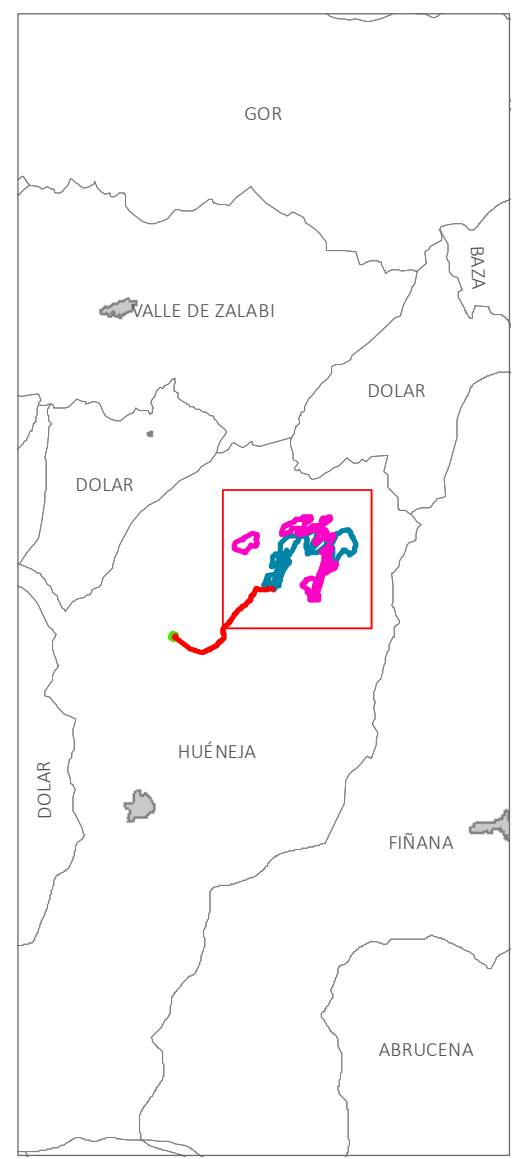 GOR
BAZA
VALLE DE ZALABI
DOLAR
DOLAR
HUÉNEJA
DOLAR
FIÑANA
ABRUCENA